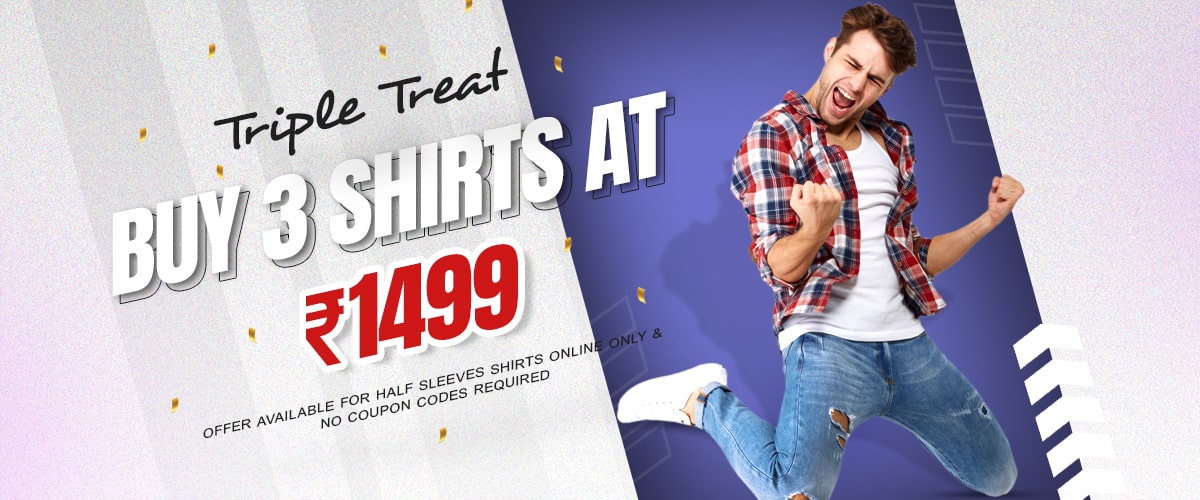 Triple Treat
BUY 3 SHIRTS AT
₹1499
OFFER AVAILABLE FOR HALF SLEEVES SHIRTS ONLINE ONLY &
NO COUPON CODES REQUIRED